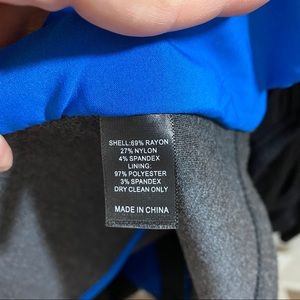 SHELL:69% RAYON
27% NYLON
4% SPANDEX
LINING:
97% POLYESTER
3% SPANDEX
DRY CLEAN ONLY
MADE IN CHINA